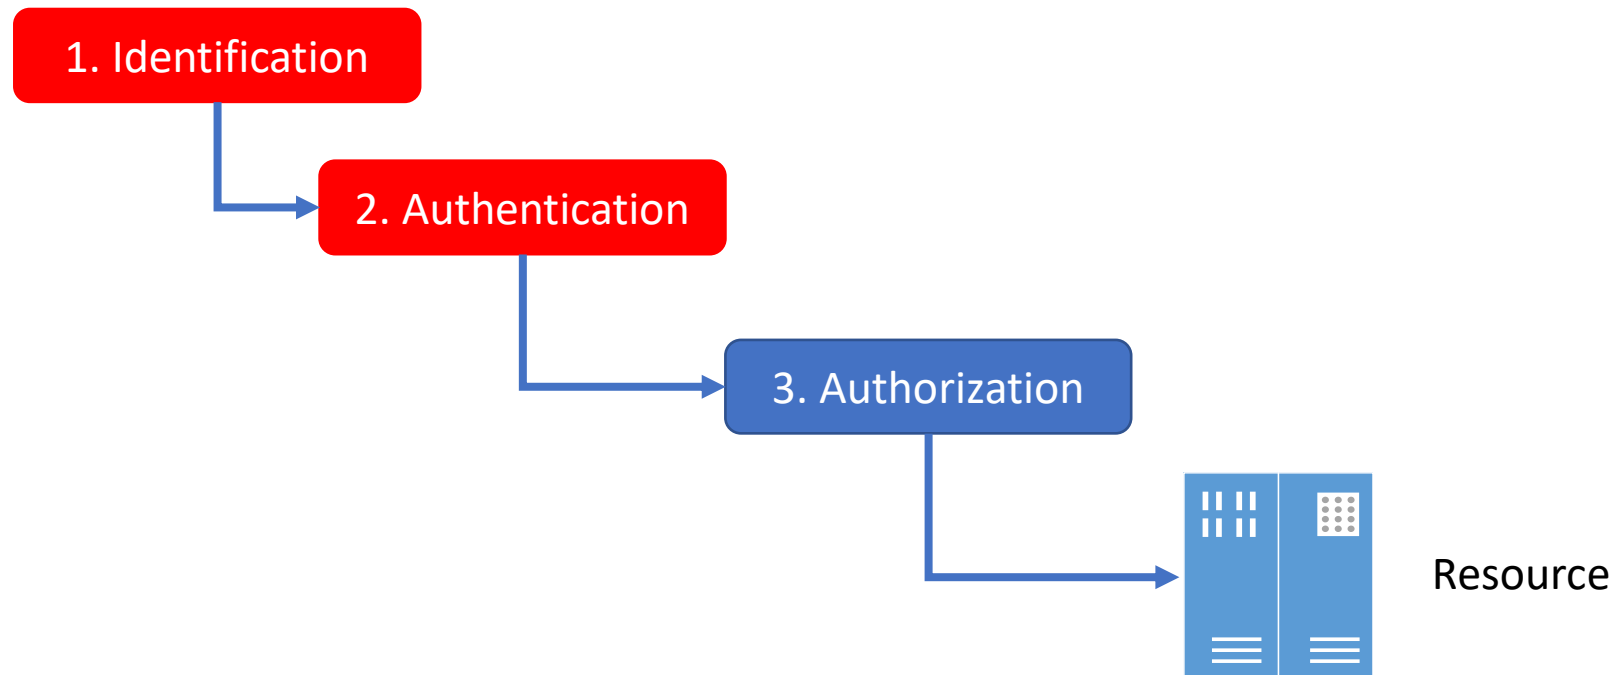 1. Identification
2. Authentication
3. Authorization
Resource